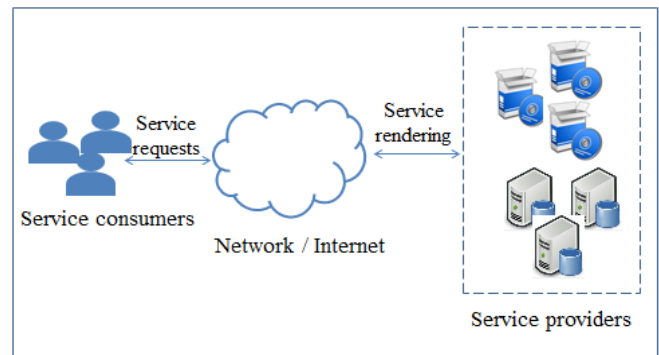 Service
requests
Service
rendering
Service consumers
Network / Internet
Service providers